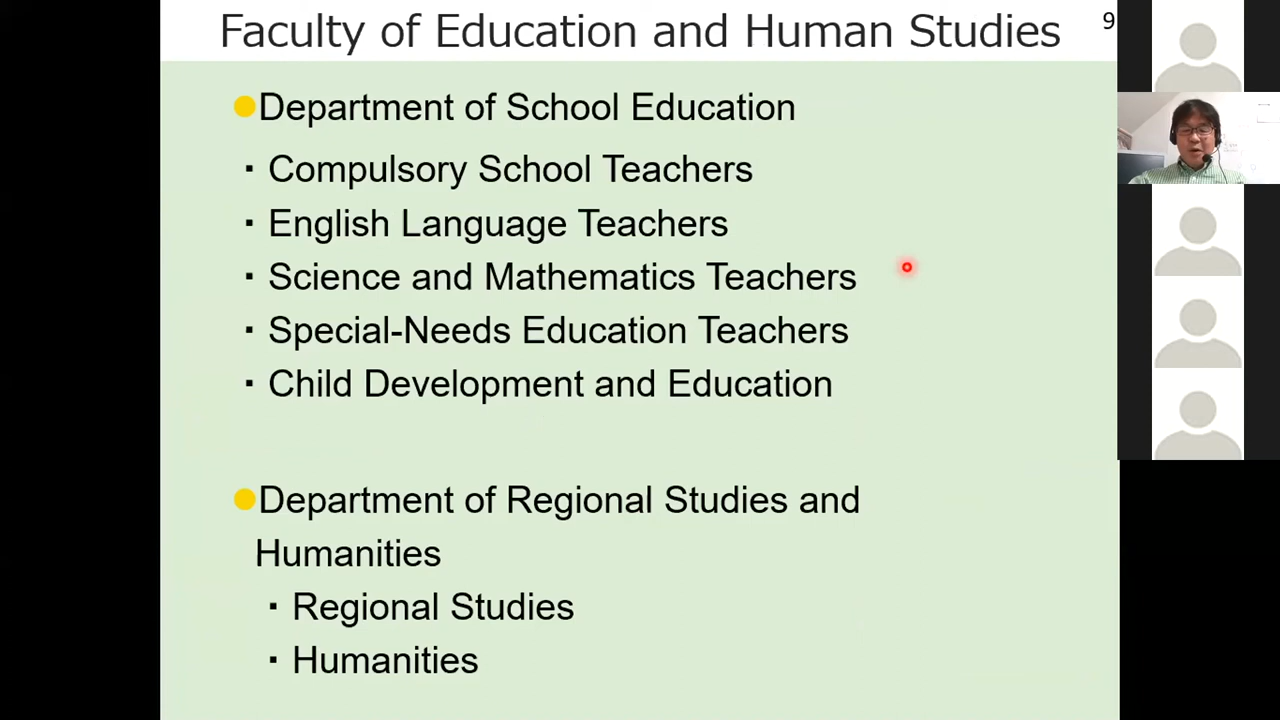 Faculty of Education and Human Studies
9
●Department of School Education
・Compulsory School Teachers
・English Language Teachers
・Science and Mathematics Teachers
・Special-Needs Education Teachers
・Child Development and Education
●Department of Regional Studies and
Humanities
・Regional Studies
・Humanities